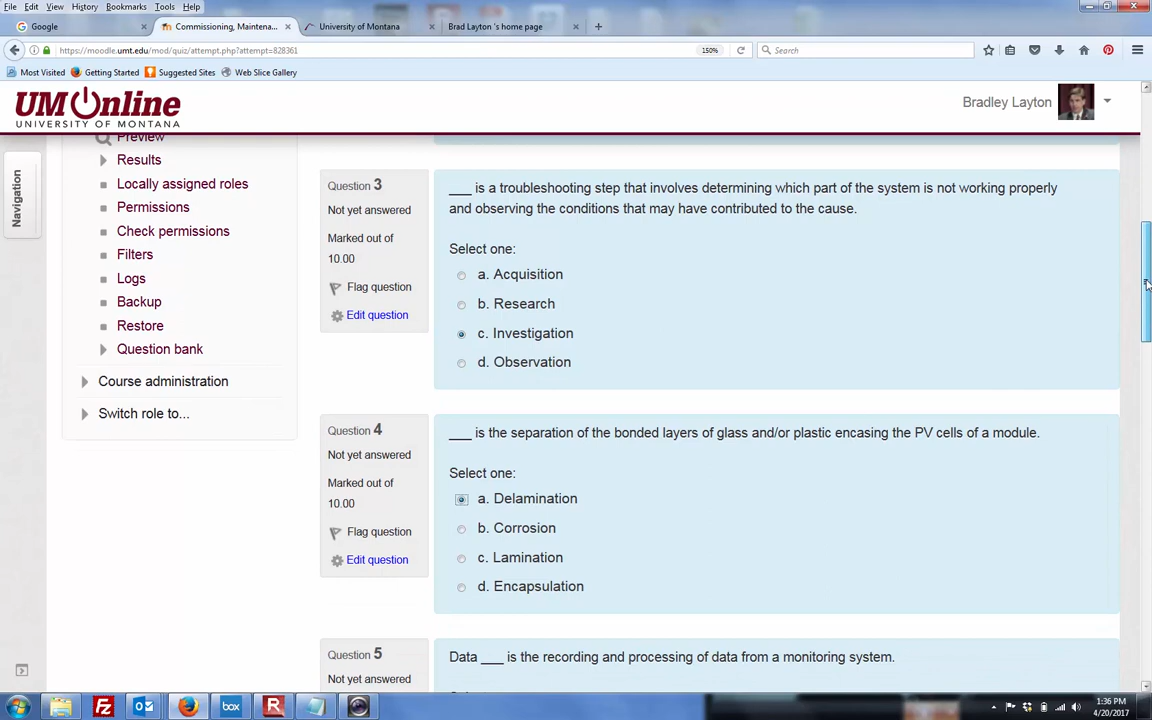 File Edit View History Bookmarks Tools Help
Google
Commissioning, Maintena...
University of Montana
Brad Layton 's home page
https://moodle.umt.edu/mod/quiz/attempt.php?attempt=828361
150%
Search
Most Visited Getting Started Suggested Sites Web Slice Gallery
UMOnline
UNIVERSITY OF MONTANA
Bradley Layton
Navigation
Preview
Results
Locally assigned roles
Permissions
Check permissions
Filters
Logs
Backup
Restore
Question bank
Course administration
Switch role to...
Question 3
Not yet answered
Marked out of
10.00
Flag question
Edit question
___ is a troubleshooting step that involves determining which part of the system is not working properly
and observing the conditions that may have contributed to the cause.
Select one:
a. Acquisition
b. Research
c. Investigation
d. Observation
Question 4
Not yet answered
Marked out of
10.00
Flag question
Edit question
___ is the separation of the bonded layers of glass and/or plastic encasing the PV cells of a module.
Select one:
a. Delamination
b. Corrosion
c. Lamination
d. Encapsulation
Question 5
Not yet answered
Data ___ is the recording and processing of data from a monitoring system.
box
1:36 PM
4/20/2017